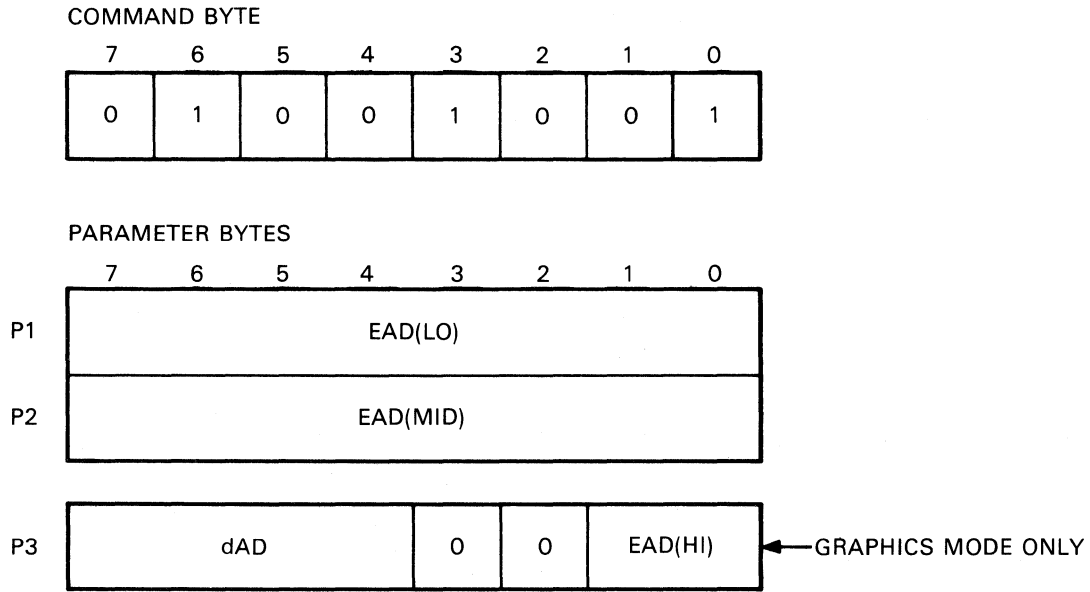 COMMAND BYTE
7 6 5 4 3 2 1 0
0 1 0 0 1 0 0 1
PARAMETER BYTES
7 6 5 4 3 2 1 0
P1 EAD(LO)
P2 EAD(MID)
P3 dAD 0 0 EAD(HI) GRAPHICS MODE ONLY